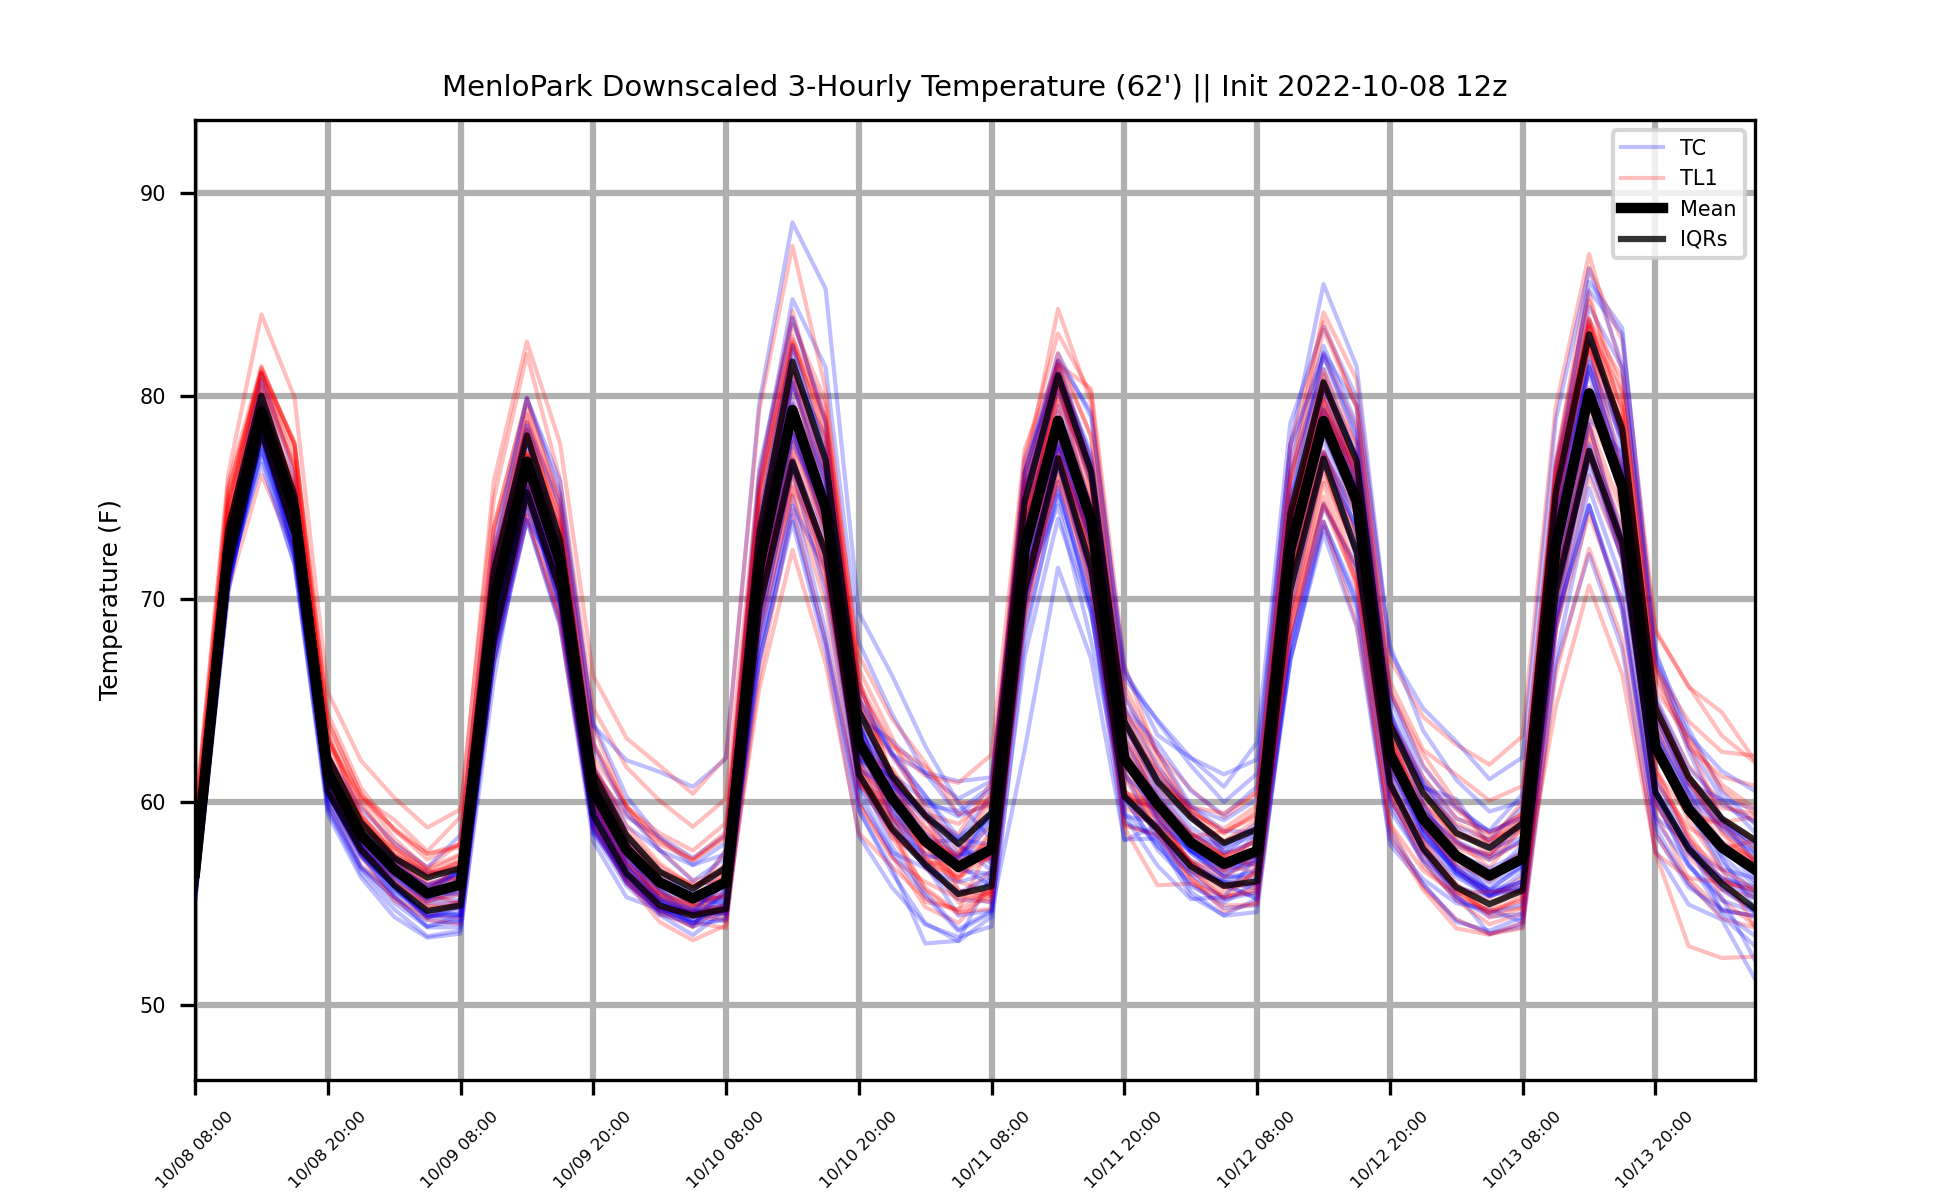 MenloPark Downscaled 3-Hourly Temperature (62') || Init 2022-10-08 12z
TC
TL1
Mean
IQRs
Temperature (F)
90
80
70
60
50
10/08 08:00
10/08 20:00
10/09 08:00
10/09 20:00
10/10 08:00
10/10 20:00
10/11 08:00
10/11 20:00
10/12 08:00
10/12 20:00
10/13 08:00
10/13 20:00